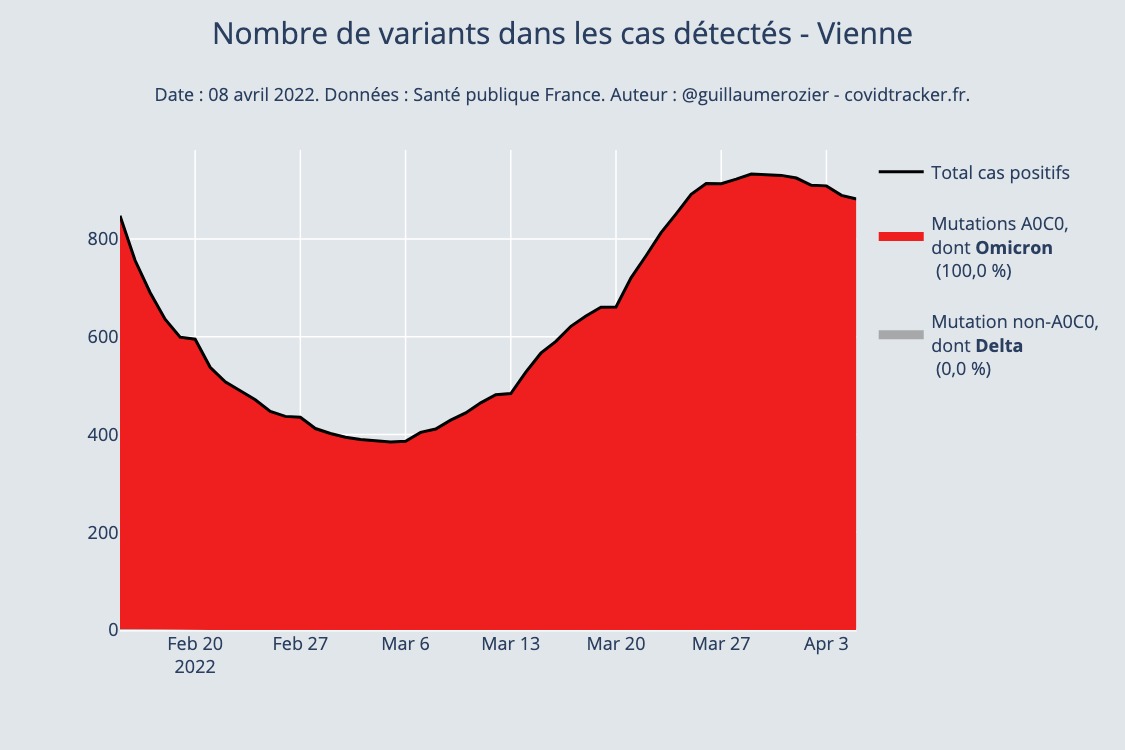 Nombre de variants dans les cas détectés - Vienne
Date : 08 avril 2022. Données : Santé publique France. Auteur : @guillaumerozier - covidtracker.fr.
Total cas positifs
Mutations A0C0,
dont Omicron
(100,0 %)
Mutation non-A0C0,
dont Delta
(0,0 %)
800
600
400
200
0
Feb 20
2022
Feb 27
Mar 6
Mar 13
Mar 20
Mar 27
Apr 3